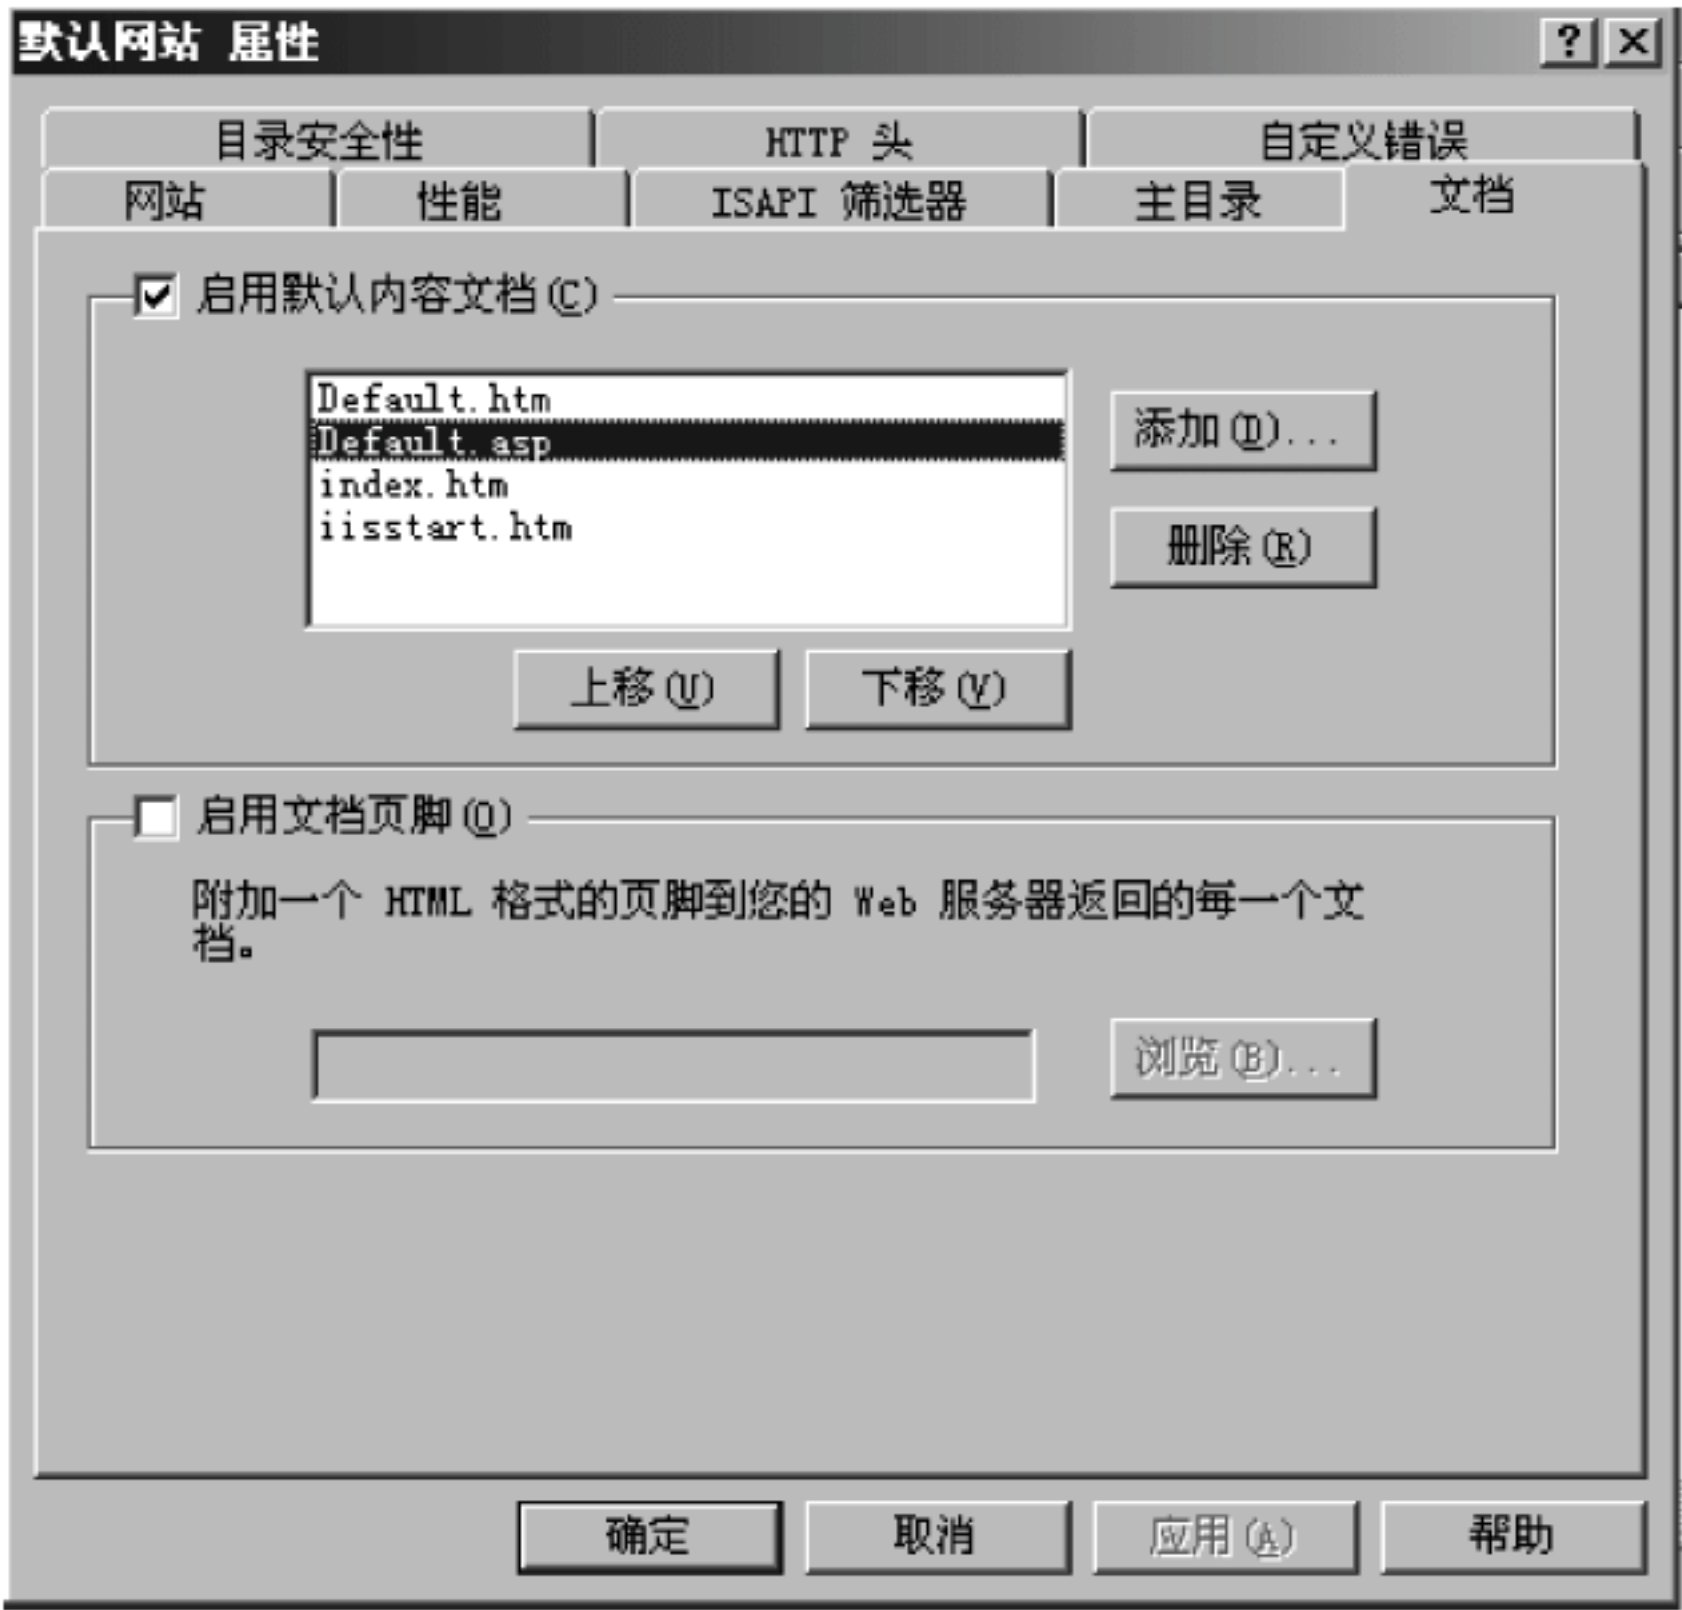 默认网站 属性
目录安全性 HTTP 头 自定义错误
网站 性能 ISAPI 筛选器 主目录 文档
启用默认内容文档(C)
Default.htm
Default.asp
index.htm
iisstart.htm
添加(D)...
删除(R)
上移(U) 下移(V)
启用文档页脚(O)
附加一个 HTML 格式的页脚到您的 Web 服务器返回的每一个文
档。
浏览(B)...
确定 取消 应用(A) 帮助